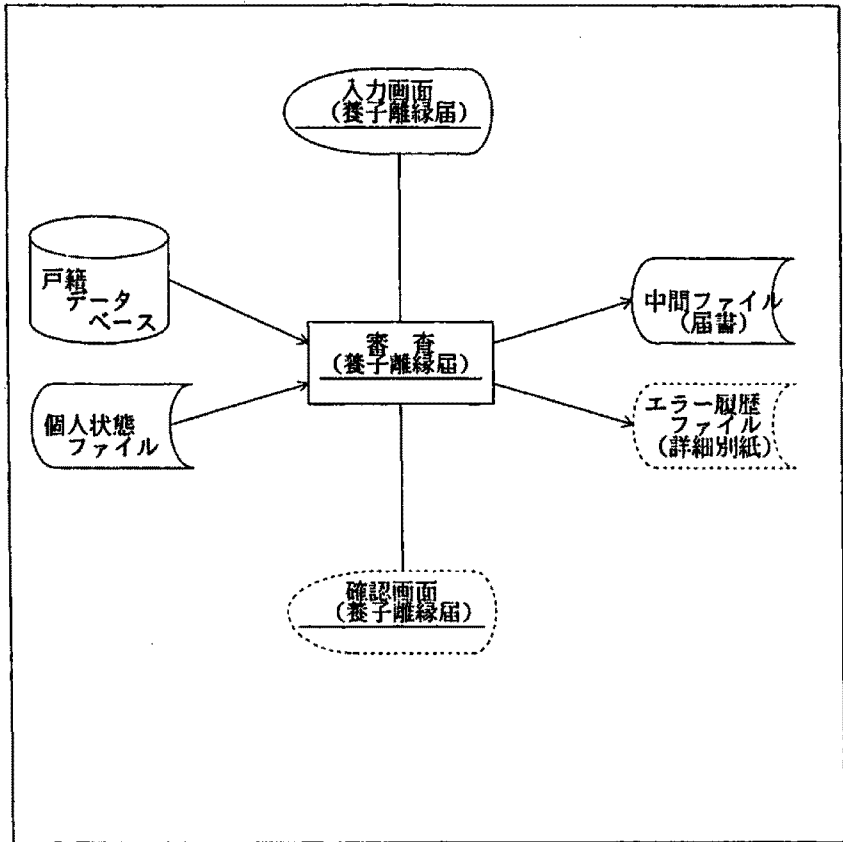 入力画面
(養子離縁届)
戸籍
データ
ベース
個人状態
ファイル
審査
(養子離縁届)
中間ファイル
(届書)
エラー履歴
ファイル
(詳細別紙)
確認画面
(養子離縁届)